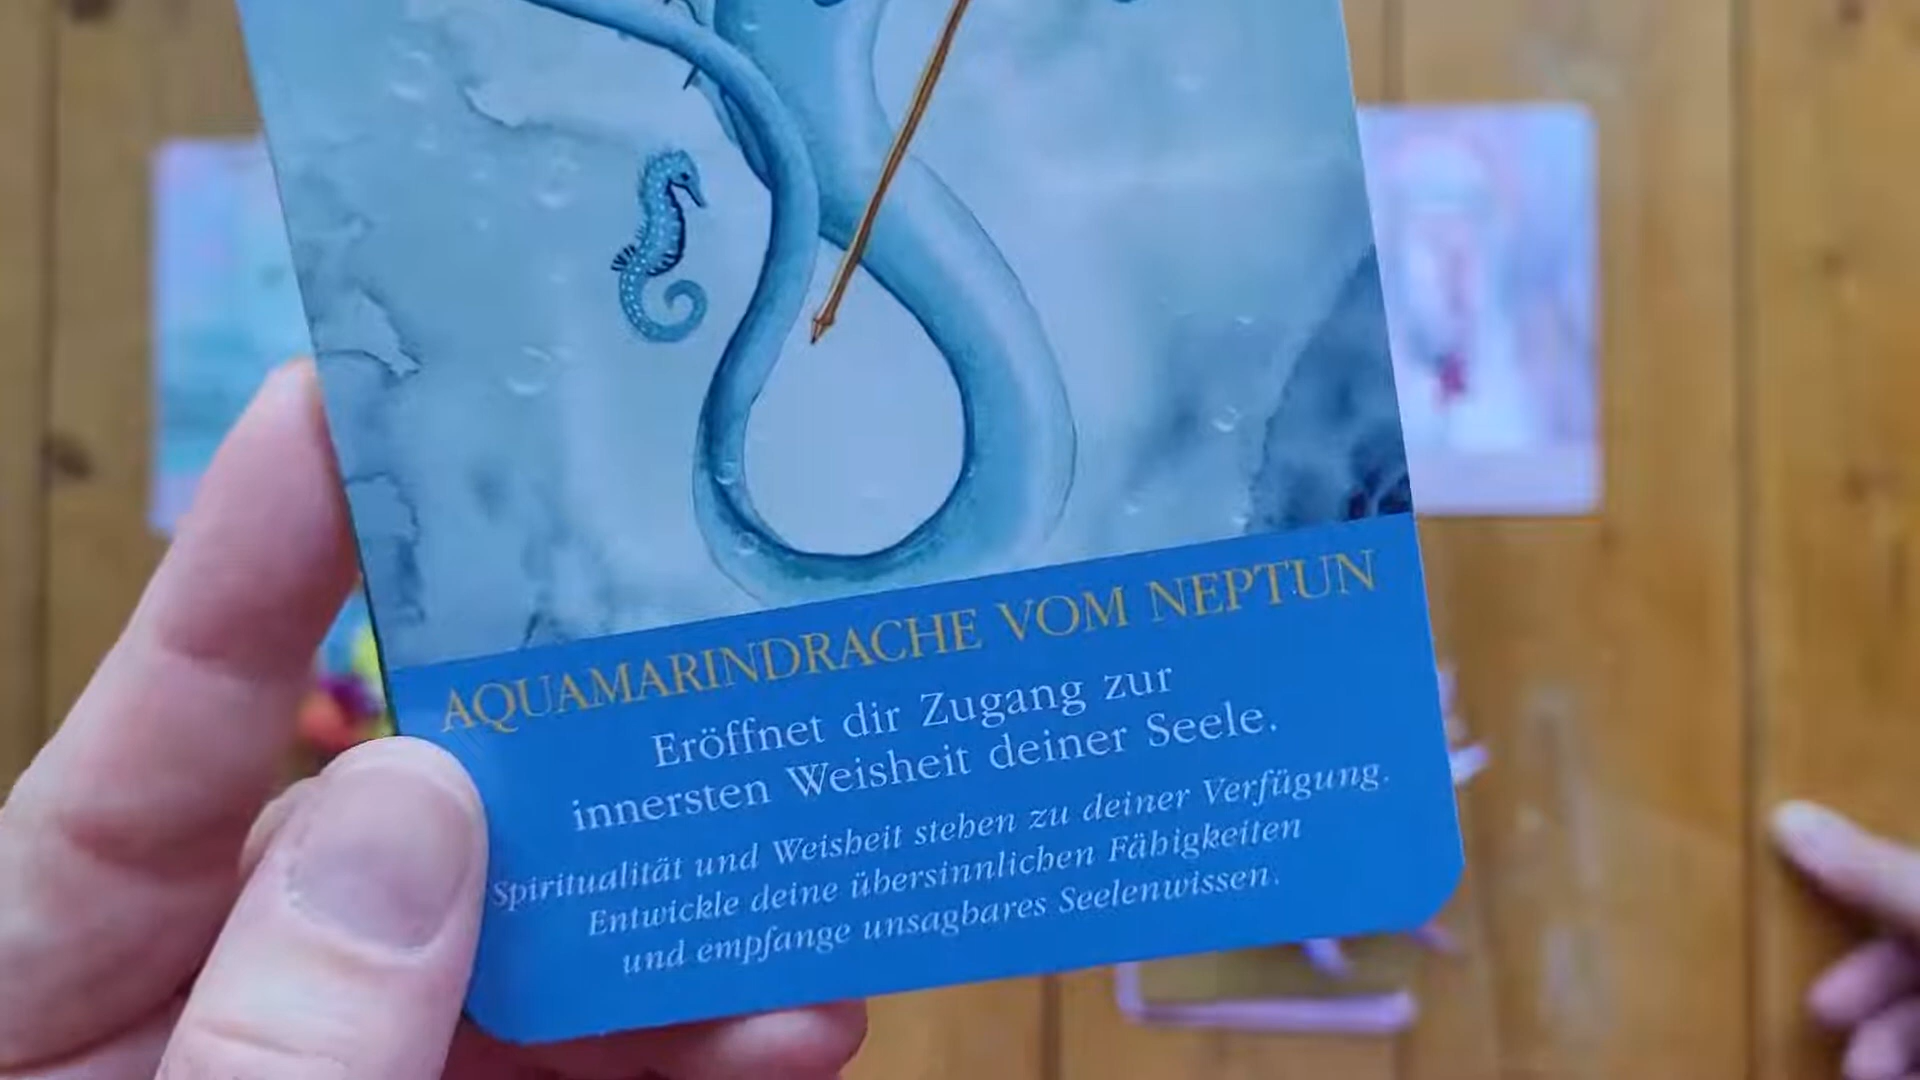 AQUAMARINDRACHE VOM NEPTUN
Eröffnet dir Zugang zur
innersten Weisheit deiner Seele.
Spiritualität und Weisheit stehen zu deiner Verfügung.
Entwickle deine übersinnlichen Fähigkeiten
und empfange unsagbares Seelenwissen.